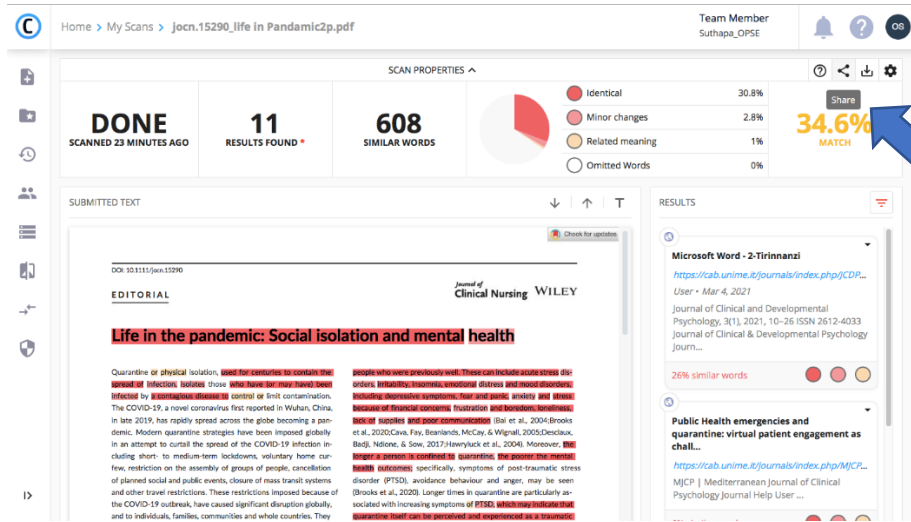 Home > My Scans > jocn.15290_life in Pandamic2p.pdf
Team Member
Suthapa_OPSE
OS
SCAN PROPERTIES
DONE
SCANNED 23 MINUTES AGO
11
RESULTS FOUND *
608
SIMILAR WORDS
Identical 30.8%
Minor changes 2.8%
Related meaning 1%
Omitted Words 0%
Share
34.6%
MATCH
SUBMITTED TEXT
Check for updates
DOI: 10.1111/jocn.15290
EDITORIAL
Journal of
Clinical Nursing WILEY
Life in the pandemic: Social isolation and mental health
Quarantine or physical isolation, used for centuries to contain the
spread of infection, isolates those who have (or may have) been
infected by a contagious disease to control or limit contamination.
The COVID-19, a novel coronavirus first reported in Wuhan, China,
in late 2019, has rapidly spread across the globe becoming a pan-
demic. Modern quarantine strategies have been imposed globally
in an attempt to curtail the spread of the COVID-19 infection in-
cluding short- to medium-term lockdowns, voluntary home cur-
few, restriction on the assembly of groups of people, cancellation
of planned social and public events, closure of mass transit systems
and other travel restrictions. These restrictions imposed because of
the COVID-19 outbreak, have caused significant disruption globally,
and to individuals, families, communities and whole countries. They
people who were previously well. These can include acute stress dis-
orders, irritability, insomnia, emotional distress and mood disorders,
including depressive symptoms, fear and panic, anxiety and stress
because of financial concerns, frustration and boredom, loneliness,
lack of supplies and poor communication (Bai et al., 2004;Brooks
et al., 2020;Cava, Fay, Beanlands, McCay, & Wignall, 2005;Desclaux,
Badji, Ndione, & Sow, 2017;Hawryluck et al., 2004). Moreover, the
longer a person is confined to quarantine, the poorer the mental
health outcomes; specifically, symptoms of post-traumatic stress
disorder (PTSD), avoidance behaviour and anger, may be seen
(Brooks et al., 2020). Longer times in quarantine are particularly as-
sociated with increasing symptoms of PTSD, which may indicate that
quarantine itself can be perceived and experienced as a traumatic
RESULTS
Microsoft Word - 2-Tirinnanzi
https://cab.unime.it/journals/index.php/JCDP...
User • Mar 4, 2021
Journal of Clinical and Developmental
Psychology, 3(1), 2021, 10–26 ISSN 2612-4033
Journal of Clinical & Developmental Psychology
Journ...
26% similar words
Public Health emergencies and
quarantine: virtual patient engagement as
chall...
https://cab.unime.it/journals/index.php/MJCP...
MJCP | Mediterranean Journal of Clinical
Psychology Journal Help User ...